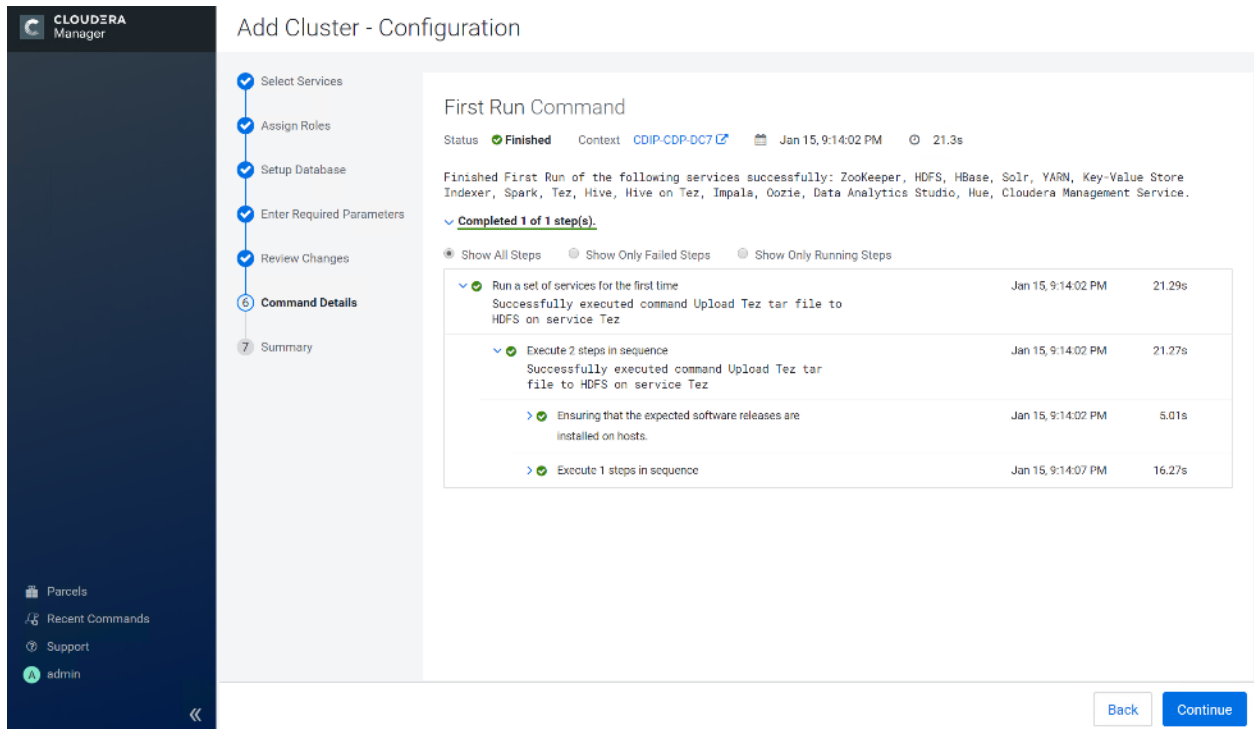 CLOUDERA
Manager
Add Cluster - Configuration
Select Services
Assign Roles
Setup Database
Enter Required Parameters
Review Changes
6 Command Details
7 Summary
First Run Command
Status Finished Context CDIP-CDP-DC7 Jan 15, 9:14:02 PM 21.3s
Finished First Run of the following services successfully: ZooKeeper, HDFS, HBase, Solr, YARN, Key-Value Store
Indexer, Spark, Tez, Hive, Hive on Tez, Impala, Oozie, Data Analytics Studio, Hue, Cloudera Management Service.
Completed 1 of 1 step(s).
Show All Steps Show Only Failed Steps Show Only Running Steps
Run a set of services for the first time Jan 15, 9:14:02 PM 21.29s
Successfully executed command Upload Tez tar file to
HDFS on service Tez
Execute 2 steps in sequence Jan 15, 9:14:02 PM 21.27s
Successfully executed command Upload Tez tar
file to HDFS on service Tez
Ensuring that the expected software releases are Jan 15, 9:14:02 PM 5.01s
installed on hosts.
Execute 1 steps in sequence Jan 15, 9:14:07 PM 16.27s
Parcels
Recent Commands
Support
A admin
Back Continue